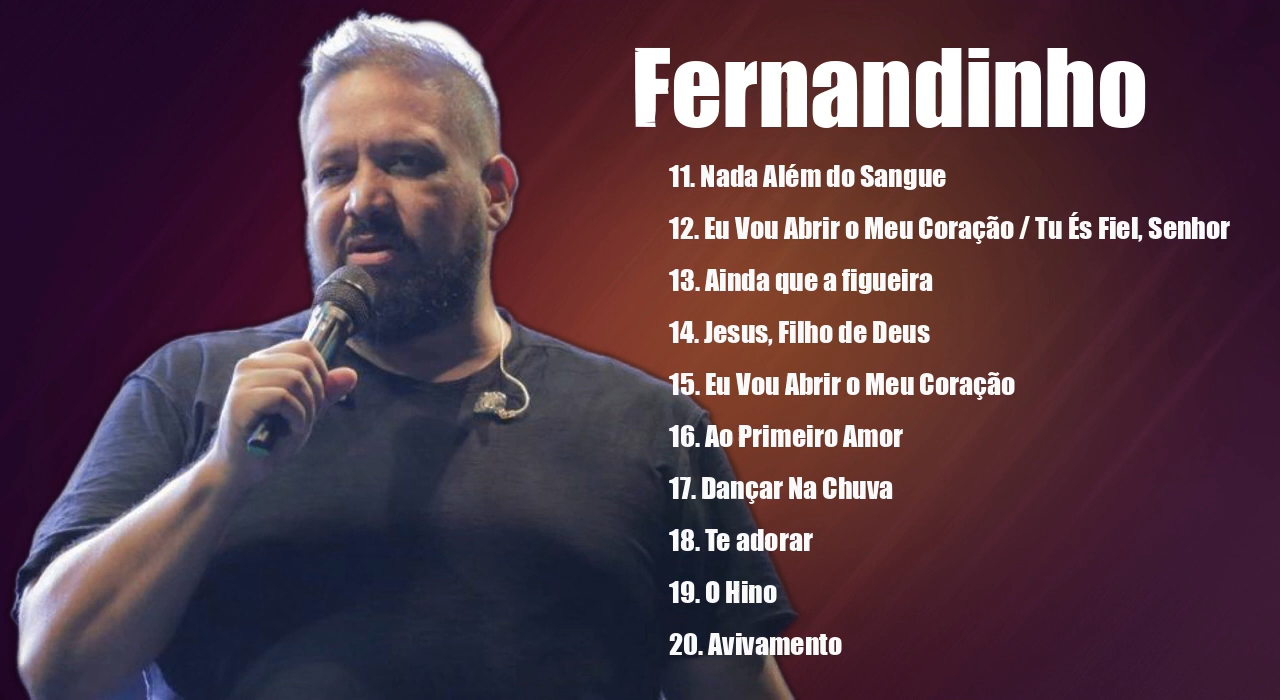 Fernandinho
11. Nada Além do Sangue
12. Eu Vou Abrir o Meu Coração / Tu És Fiel, Senhor
13. Ainda que a figueira
14. Jesus, Filho de Deus
15. Eu Vou Abrir o Meu Coração
16. Ao Primeiro Amor
17. Dançar Na Chuva
18. Te adorar
19. O Hino
20. Avivamento